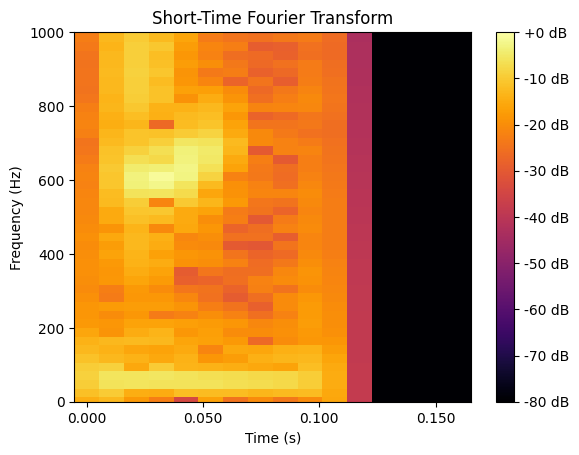 Short-Time Fourier Transform
1000
800
600
400
200
0
Frequency (Hz)
0.000
0.050
0.100
0.150
Time (s)
+0 dB
-10 dB
-20 dB
-30 dB
-40 dB
-50 dB
-60 dB
-70 dB
-80 dB